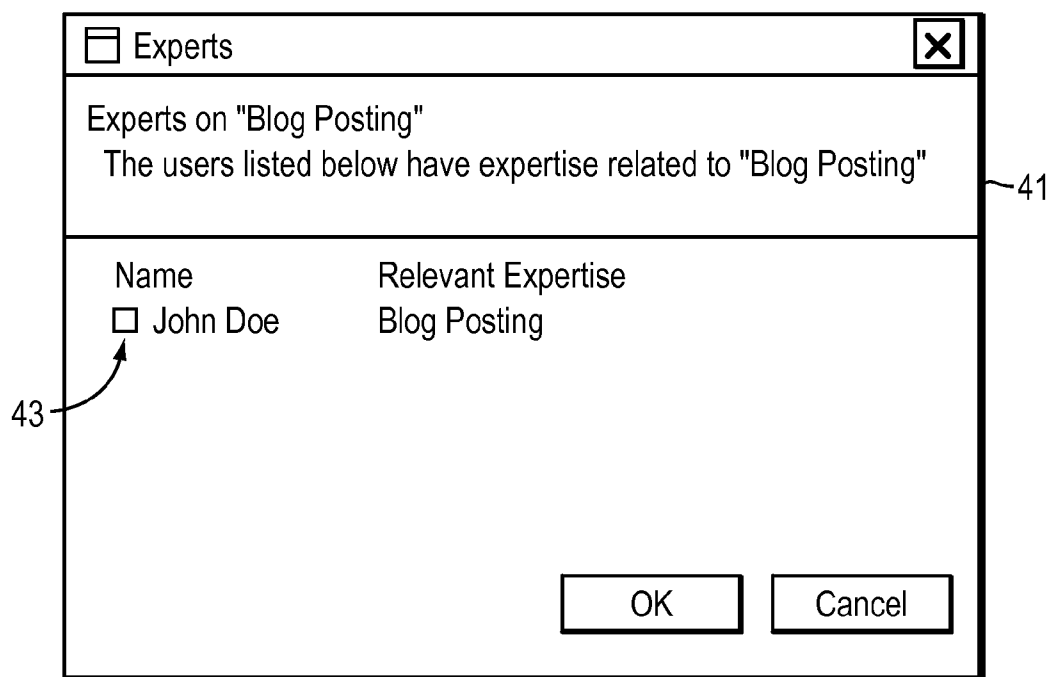 Experts
Experts on "Blog Posting"
The users listed below have expertise related to "Blog Posting"
41
Name Relevant Expertise
John Doe Blog Posting
43
OK Cancel